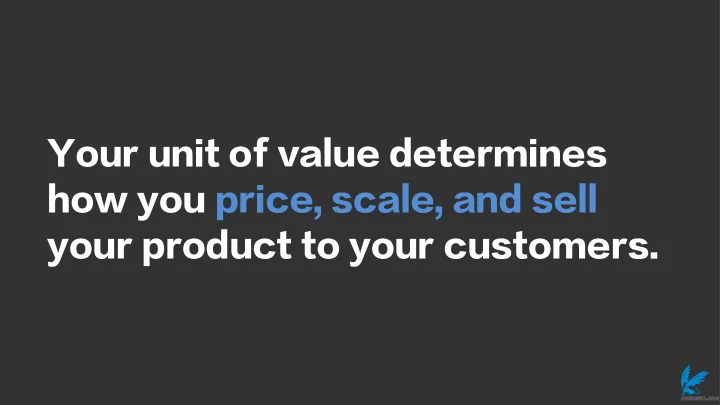 Your unit of value determines
how you price, scale, and sell
your product to your customers.